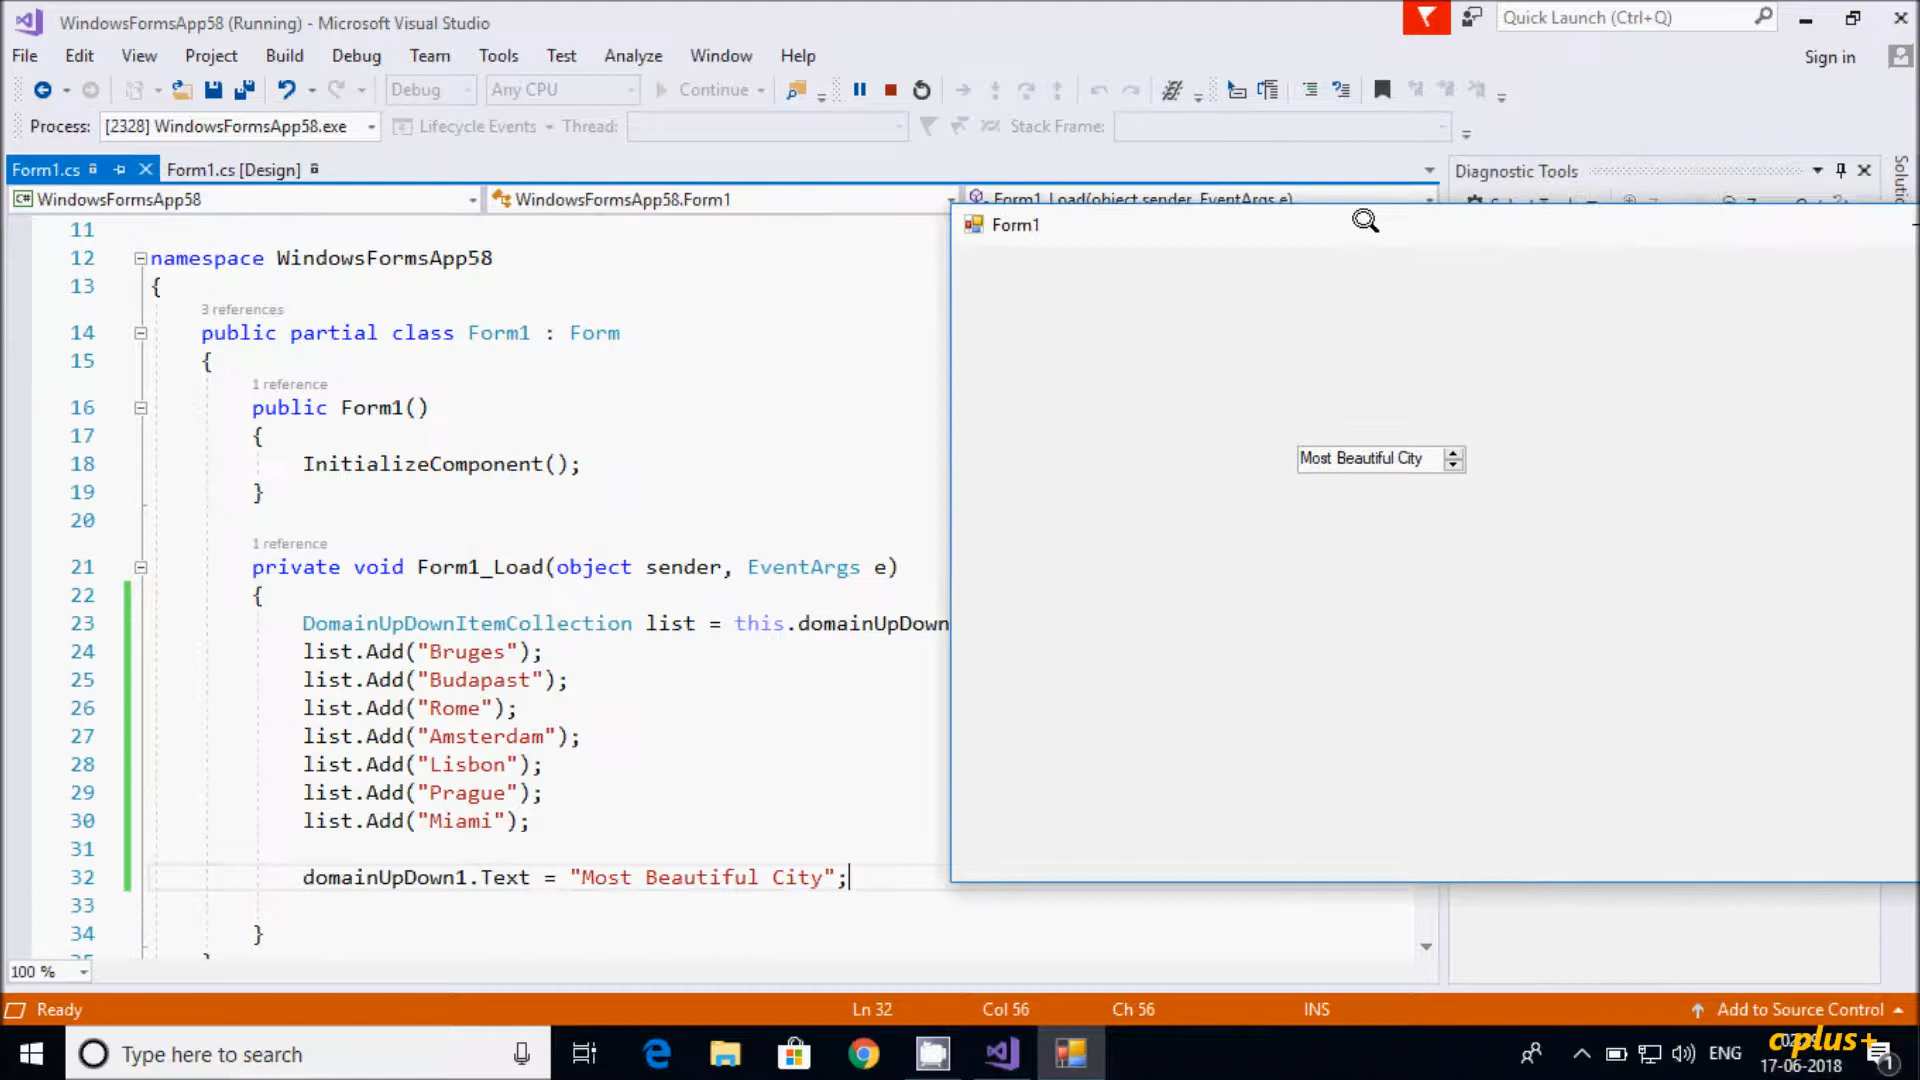 WindowsFormsApp58 (Running) - Microsoft Visual Studio
Quick Launch (Ctrl+Q)
File Edit View Project Build Debug Team Tools Test Analyze Window Help
Sign in
Debug Any CPU Continue
Process: [2328] WindowsFormsApp58.exe Lifecycle Events Thread: Stack Frame:
Form1.cs Form1.cs [Design]
Diagnostic Tools
C# WindowsFormsApp58 WindowsFormsApp58.Form1 Form1_Load(object sender, EventArgs e)
Form1
Most Beautiful City
11
12 namespace WindowsFormsApp58
13 {
3 references
14 public partial class Form1 : Form
15 {
1 reference
16 public Form1()
17 {
18 InitializeComponent();
19 }
20
1 reference
21 private void Form1_Load(object sender, EventArgs e)
22 {
23 DomainUpDownItemCollection list = this.domainUpDown
24 list.Add("Bruges");
25 list.Add("Budapast");
26 list.Add("Rome");
27 list.Add("Amsterdam");
28 list.Add("Lisbon");
29 list.Add("Prague");
30 list.Add("Miami");
31
32 domainUpDown1.Text = "Most Beautiful City";
33
34 }
100 %
Ready Ln 32 Col 56 Ch 56 INS Add to Source Control
Type here to search
ENG
cplus+
17-06-2018
1